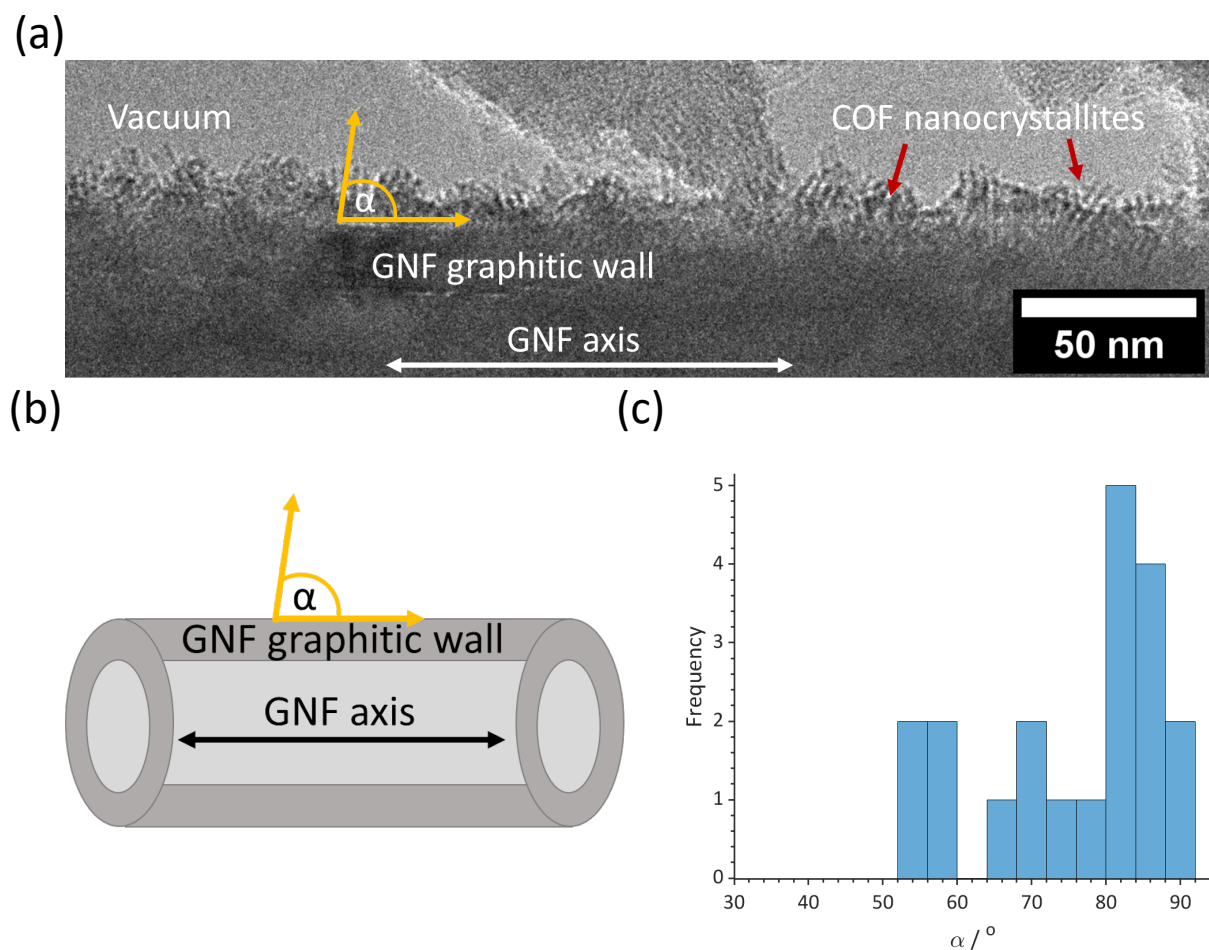 (a)
Vacuum
COF nanocrystallites
α
GNF graphitic wall
GNF axis
50 nm
(b)
α
GNF graphitic wall
GNF axis
(c)
5
4
3
2
1
0
Frequency
30 40 50 60 70 80 90
α / °